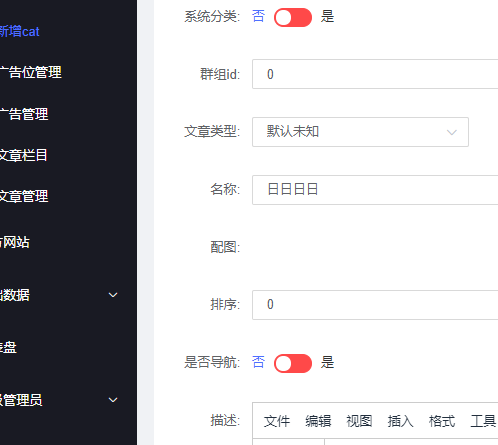 新增cat
广告位管理
广告管理
文章栏目
文章管理
网站
数据
盘
管理员
系统分类: 否 是
群组id: 0
文章类型: 默认未知
名称: 日日日日
配图:
排序: 0
是否导航: 否 是
描述: 文件 编辑 视图 插入 格式 工具